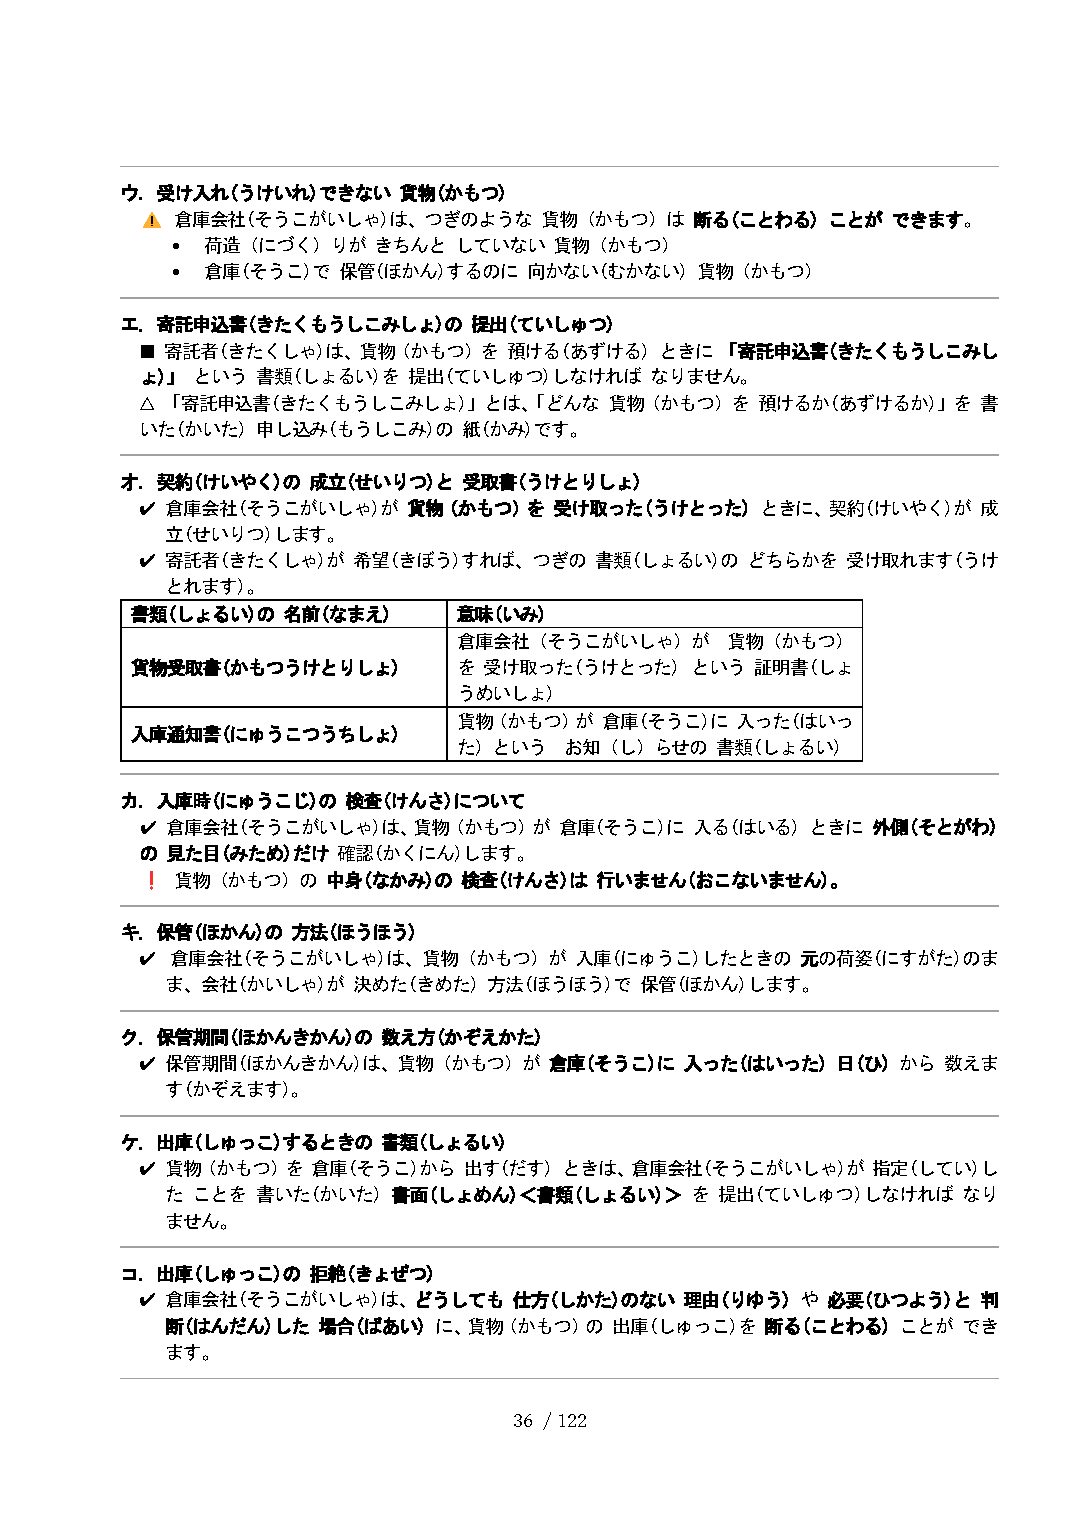 ウ. 受け入れ(うけいれ)できない 貨物(かもつ)
⚠ 倉庫会社(そうこがいしゃ)は、つぎのような 貨物（かもつ）は 断る(ことわる) ことが できます。
• 荷造（にづく）りが きちんと していない 貨物（かもつ）
• 倉庫(そうこ)で 保管(ほかん)するのに 向かない(むかない) 貨物（かもつ）
エ. 寄託申込書(きたくもうしこみしょ)の 提出(ていしゅつ)
■ 寄託者(きたくしゃ)は、貨物（かもつ）を 預ける(あずける) ときに 「寄託申込書(きたくもうしこみし
ょ)」 という 書類(しょるい)を 提出(ていしゅつ)しなければ なりません。
△ 「寄託申込書(きたくもうしこみしょ)」とは、「どんな 貨物（かもつ）を 預けるか(あずけるか)」を 書
いた(かいた) 申し込み(もうしこみ)の 紙(かみ)です。
オ. 契約(けいやく)の 成立(せいりつ)と 受取書(うけとりしょ)
✔ 倉庫会社(そうこがいしゃ)が 貨物（かもつ）を 受け取った(うけとった) ときに、契約(けいやく)が 成
立(せいりつ)します。
✔ 寄託者(きたくしゃ)が 希望(きぼう)すれば、つぎの 書類(しょるい)の どちらかを 受け取れます(うけ
とれます)。
書類(しょるい)の 名前(なまえ) 意味(いみ)
倉庫会社（そうこがいしゃ）が　貨物（かもつ）
貨物受取書(かもつうけとりしょ) を 受け取った(うけとった) という 証明書(しょ
うめいしょ)
入庫通知書(にゅうこつうちしょ) 貨物（かもつ）が 倉庫(そうこ)に 入った(はいっ
た) という　お知（し）らせの 書類(しょるい)
カ. 入庫時(にゅうこじ)の 検査(けんさ)について
✔ 倉庫会社(そうこがいしゃ)は、貨物（かもつ）が 倉庫(そうこ)に 入る(はいる) ときに 外側(そとがわ)
の 見た目(みため)だけ 確認(かくにん)します。
❗ 貨物（かもつ）の 中身(なかみ)の 検査(けんさ)は 行いません(おこないません)。
キ. 保管(ほかん)の 方法(ほうほう)
✔ 倉庫会社(そうこがいしゃ)は、貨物（かもつ）が 入庫(にゅうこ)したときの 元の荷姿(にすがた)のま
ま、会社(かいしゃ)が 決めた(きめた) 方法(ほうほう)で 保管(ほかん)します。
ク. 保管期間(ほかんきかん)の 数え方(かぞえかた)
✔ 保管期間(ほかんきかん)は、貨物（かもつ）が 倉庫(そうこ)に 入った(はいった) 日(ひ) から 数えま
す(かぞえます)。
ケ. 出庫(しゅっこ)するときの 書類(しょるい)
✔ 貨物（かもつ）を 倉庫(そうこ)から 出す(だす) ときは、倉庫会社(そうこがいしゃ)が 指定(してい)し
た ことを 書いた(かいた) 書面(しょめん)＜書類(しょるい)＞ を 提出(ていしゅつ)しなければ なり
ません。
コ. 出庫(しゅっこ)の 拒絶(きょぜつ)
✔ 倉庫会社(そうこがいしゃ)は、どうしても 仕方(しかた)のない 理由(りゆう) や 必要(ひつよう)と 判
断(はんだん)した 場合(ばあい) に、貨物（かもつ）の 出庫(しゅっこ)を 断る(ことわる) ことが でき
ます。
36 / 122